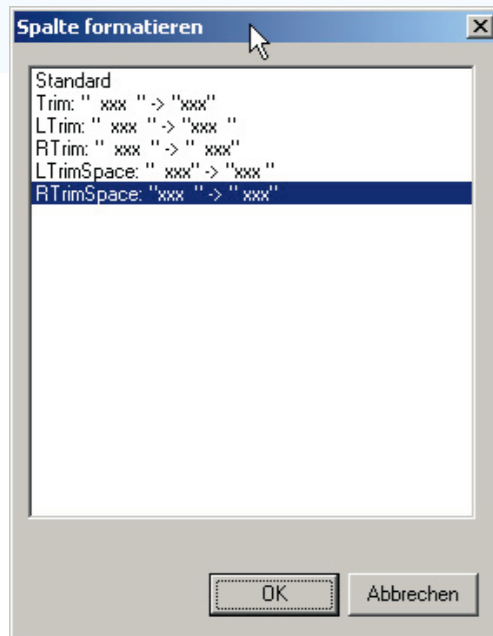 Spalte formatieren
Standard
Trim: "  xxx  " -> "xxx"
LTrim: "  xxx  " -> "xxx  "
RTrim: "  xxx  " -> "  xxx"
LTrimSpace: "  xxx" -> "xxx "
RTrimSpace: "xxx  " -> " xxx"
OK Abbrechen